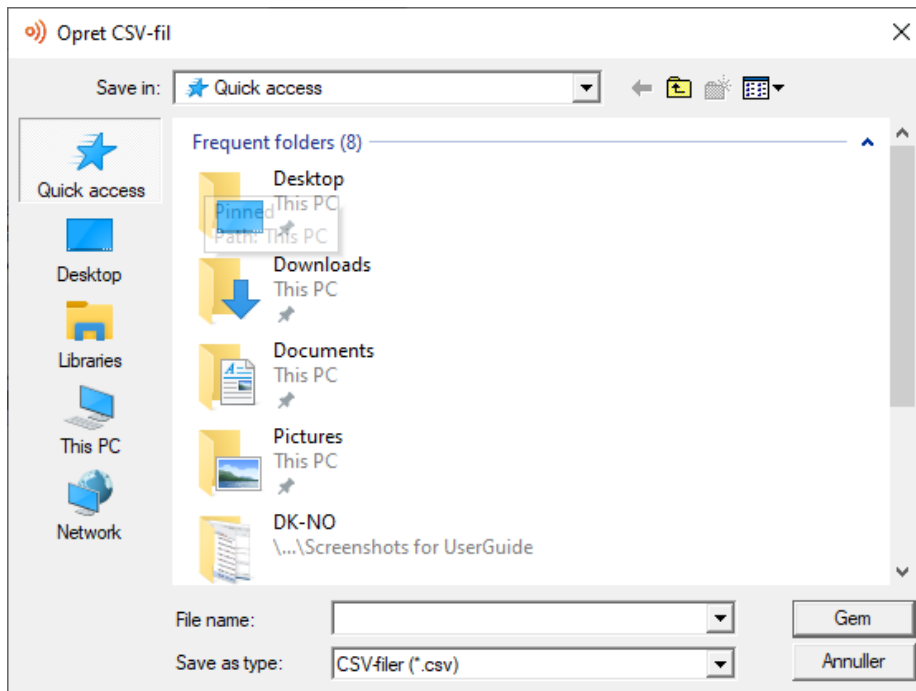 Opret CSV-fil
Save in: Quick access
Quick access
Desktop
Libraries
This PC
Network
Frequent folders (8)
Desktop
This PC
Pinned
Path: This PC
Downloads
This PC
Documents
This PC
Pictures
This PC
DK-NO
\...\Screenshots for UserGuide
File name:
Gem
Save as type: CSV-filer (*.csv)
Annuller